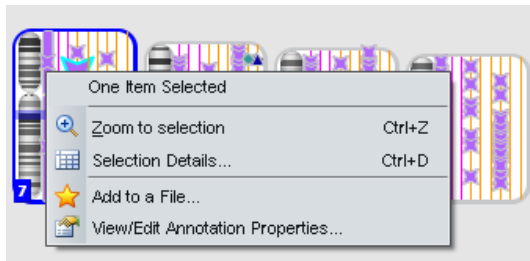 One Item Selected
Zoom to selection Ctrl+Z
Selection Details... Ctrl+D
7 Add to a File...
View/Edit Annotation Properties...